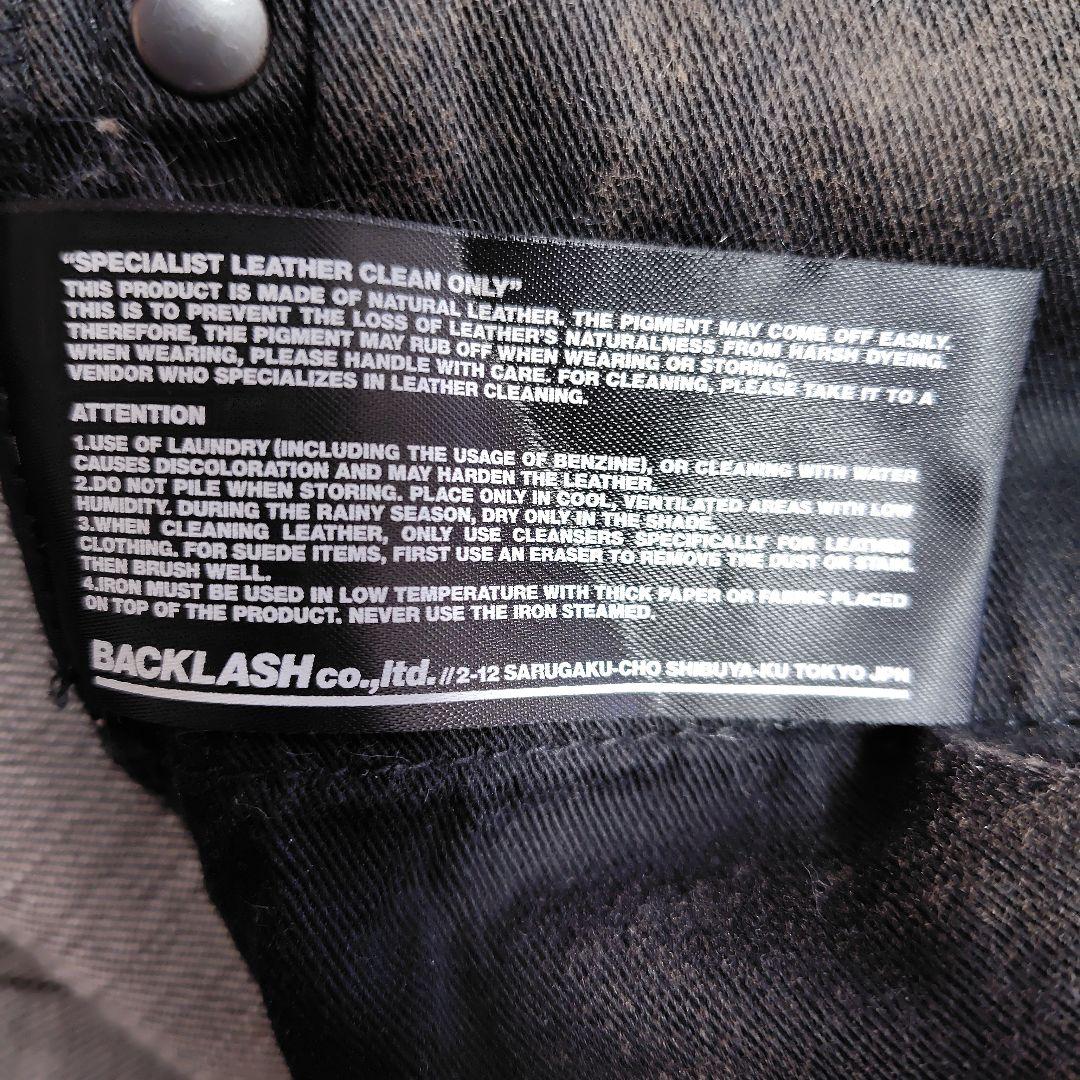 "SPECIALIST LEATHER CLEAN ONLY"
THIS PRODUCT IS MADE OF NATURAL LEATHER, THE PIGMENT MAY COME OFF EASILY.
THIS IS TO PREVENT THE LOSS OF LEATHER'S NATURALNESS FROM HARSH DYEING.
THEREFORE, THE PIGMENT MAY RUB OFF WHEN WEARING OR STORING.
WHEN WEARING, PLEASE HANDLE WITH CARE. FOR CLEANING, PLEASE TAKE IT TO A
VENDOR WHO SPECIALIZES IN LEATHER CLEANING.
ATTENTION
1.USE OF LAUNDRY (INCLUDING THE USAGE OF BENZINE), OR CLEANING WITH WATER
CAUSES DISCOLORATION AND MAY HARDEN THE LEATHER.
2.DO NOT PILE WHEN STORING. PLACE ONLY IN COOL, VENTILATED AREAS WITH LOW
HUMIDITY. DURING THE RAINY SEASON, DRY ONLY IN THE SHADE.
3.WHEN CLEANING LEATHER, ONLY USE CLEANSERS SPECIFICALLY FOR LEATHER
CLOTHING. FOR SUEDE ITEMS, FIRST USE AN ERASER TO REMOVE THE DUST OR STAIN.
THEN BRUSH WELL.
4.IRON MUST BE USED IN LOW TEMPERATURE WITH THICK PAPER OR FABRIC PLACED
ON TOP OF THE PRODUCT. NEVER USE THE IRON STEAMED.
BACKLASH co.,ltd. //2-12 SARUGAKU-CHO SHIBUYA-KU TOKYO JPN